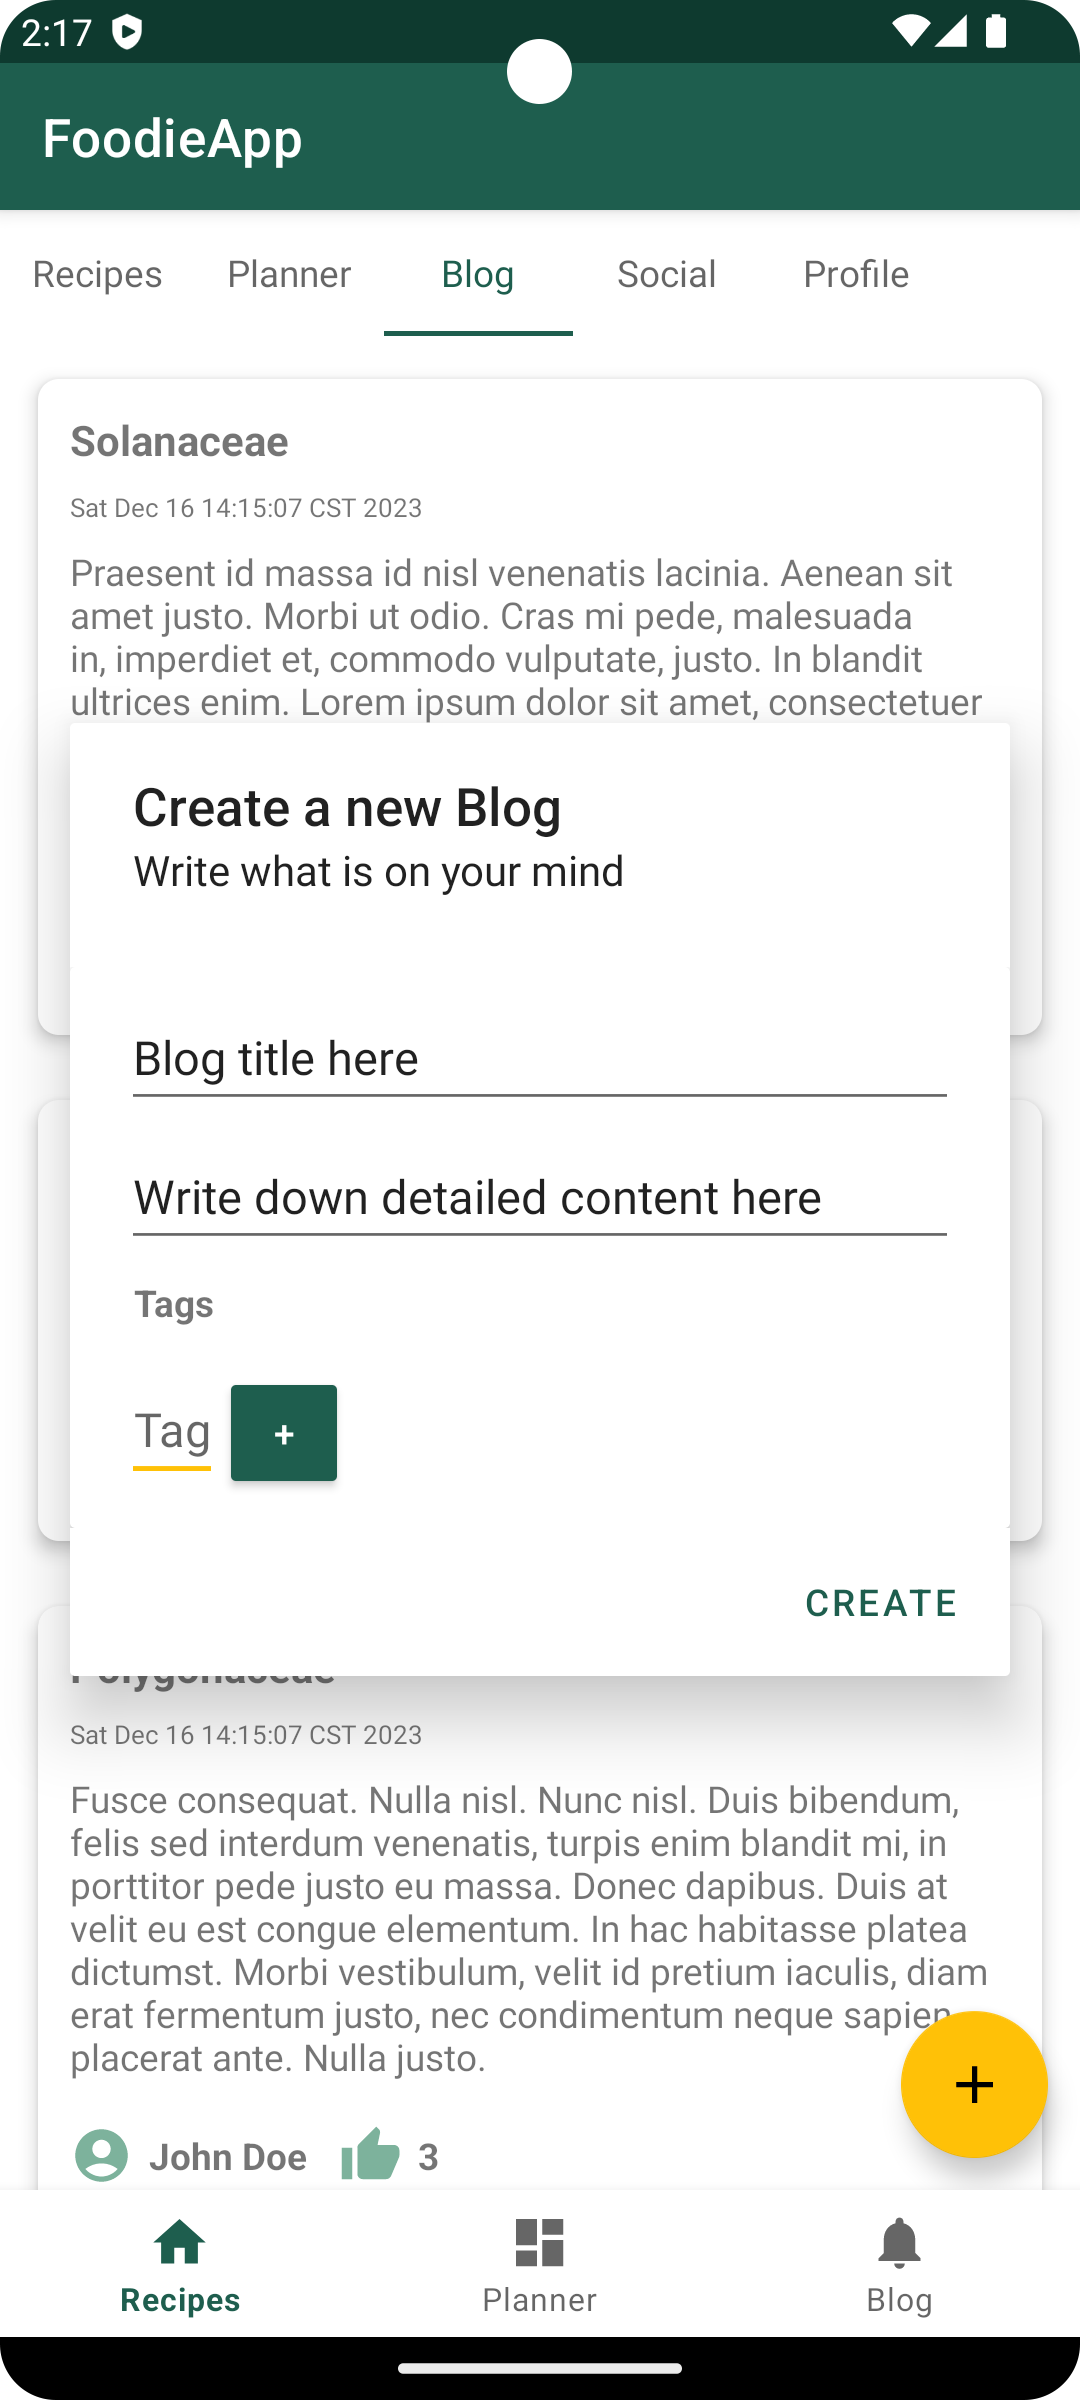 2:17
FoodieApp
Recipes Planner Blog Social Profile
Solanaceae
Sat Dec 16 14:15:07 CST 2023
Praesent id massa id nisl venenatis lacinia. Aenean sit
amet justo. Morbi ut odio. Cras mi pede, malesuada
in, imperdiet et, commodo vulputate, justo. In blandit
ultrices enim. Lorem ipsum dolor sit amet, consectetuer
Create a new Blog
Write what is on your mind
Blog title here
Write down detailed content here
Tags
Tag +
CREATE
Polygonaceae
Sat Dec 16 14:15:07 CST 2023
Fusce consequat. Nulla nisl. Nunc nisl. Duis bibendum,
felis sed interdum venenatis, turpis enim blandit mi, in
porttitor pede justo eu massa. Donec dapibus. Duis at
velit eu est congue elementum. In hac habitasse platea
dictumst. Morbi vestibulum, velit id pretium iaculis, diam
erat fermentum justo, nec condimentum neque sapien
placerat ante. Nulla justo.
+
John Doe 3
Recipes Planner Blog